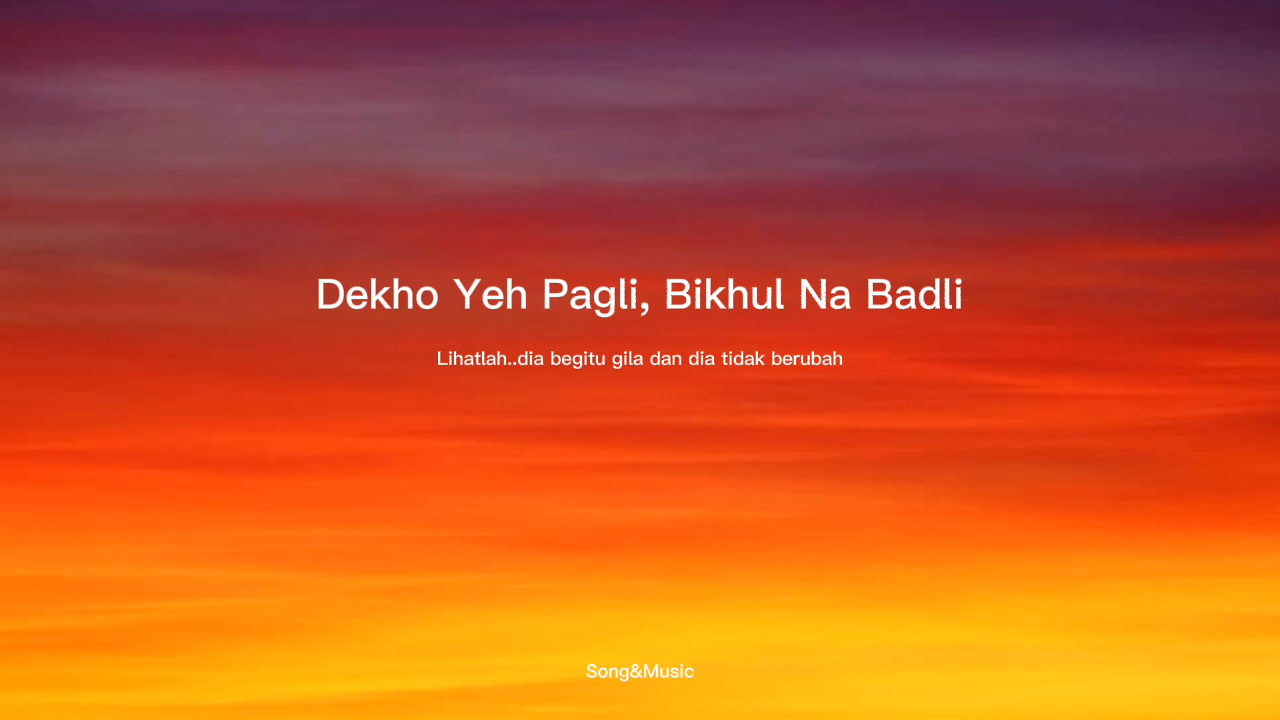 Dekho Yeh Pagli, Bikhul Na Badli
Lihatlah..dia begitu gila dan dia tidak berubah
Song&Music